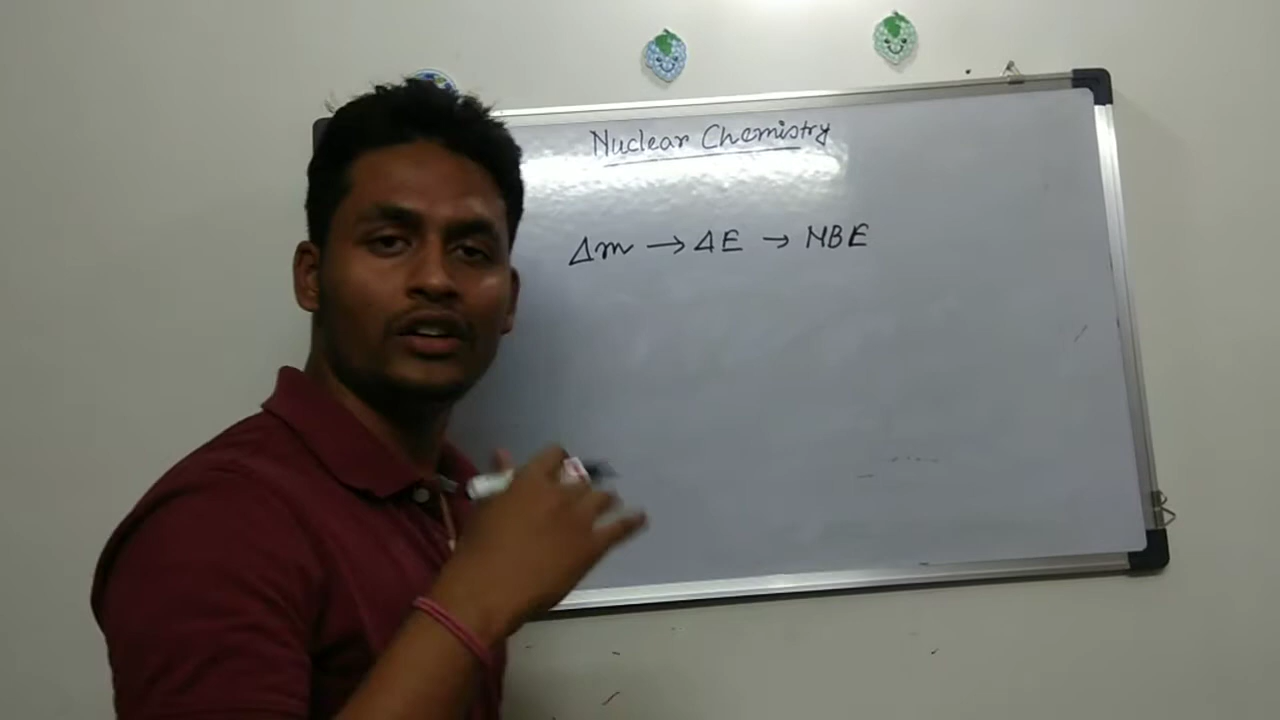 Nuclear Chemistry
Δm → ΔE → NBE